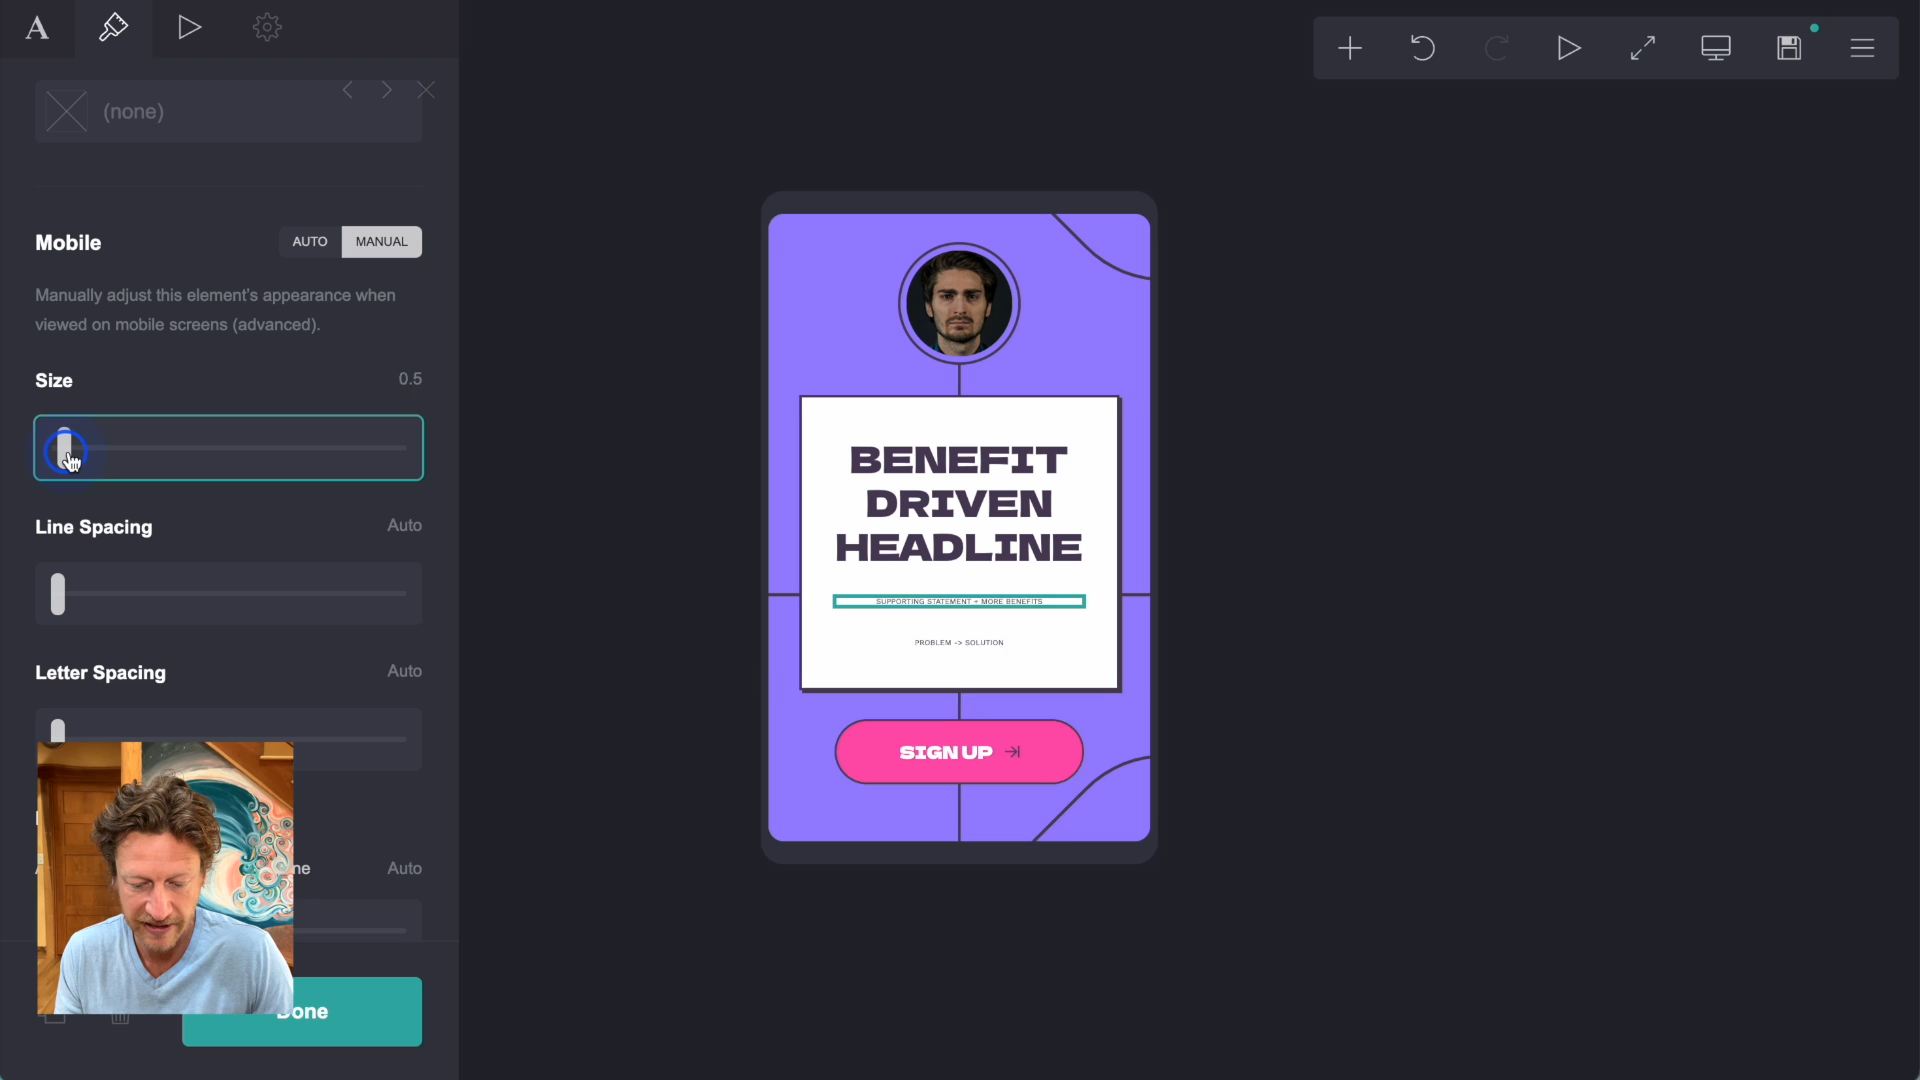 A
(none)
Mobile
AUTO
MANUAL
Manually adjust this element's appearance when
viewed on mobile screens (advanced).
Size
0.5
Line Spacing
Auto
Letter Spacing
Auto
Auto
Done
BENEFIT
DRIVEN
HEADLINE
SUPPORTING STATEMENT + MORE BENEFITS
PROBLEM -> SOLUTION
SIGN UP